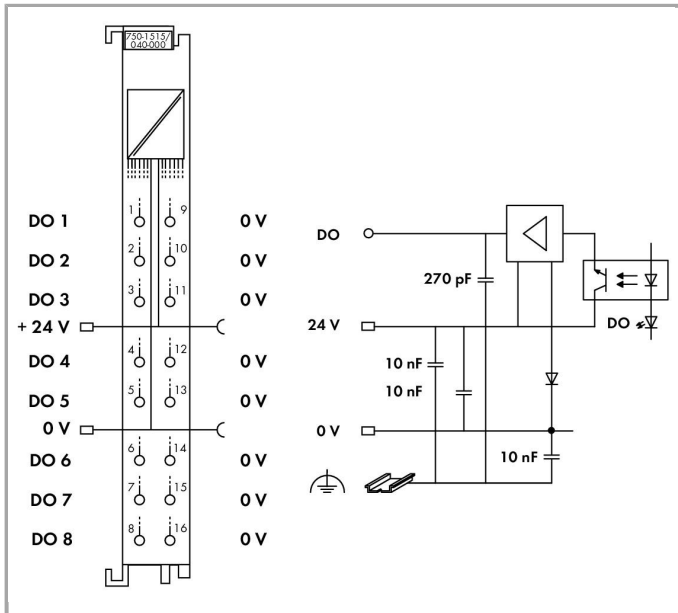 750-1515/
040-000
DO 1 1 9 0 V
DO 2 2 10 0 V
DO 3 3 11 0 V
+ 24 V
DO 4 4 12 0 V
DO 5 5 13 0 V
0 V
DO 6 6 14 0 V
DO 7 7 15 0 V
DO 8 8 16 0 V
DO
270 pF
24 V
DO
10 nF
10 nF
0 V
10 nF